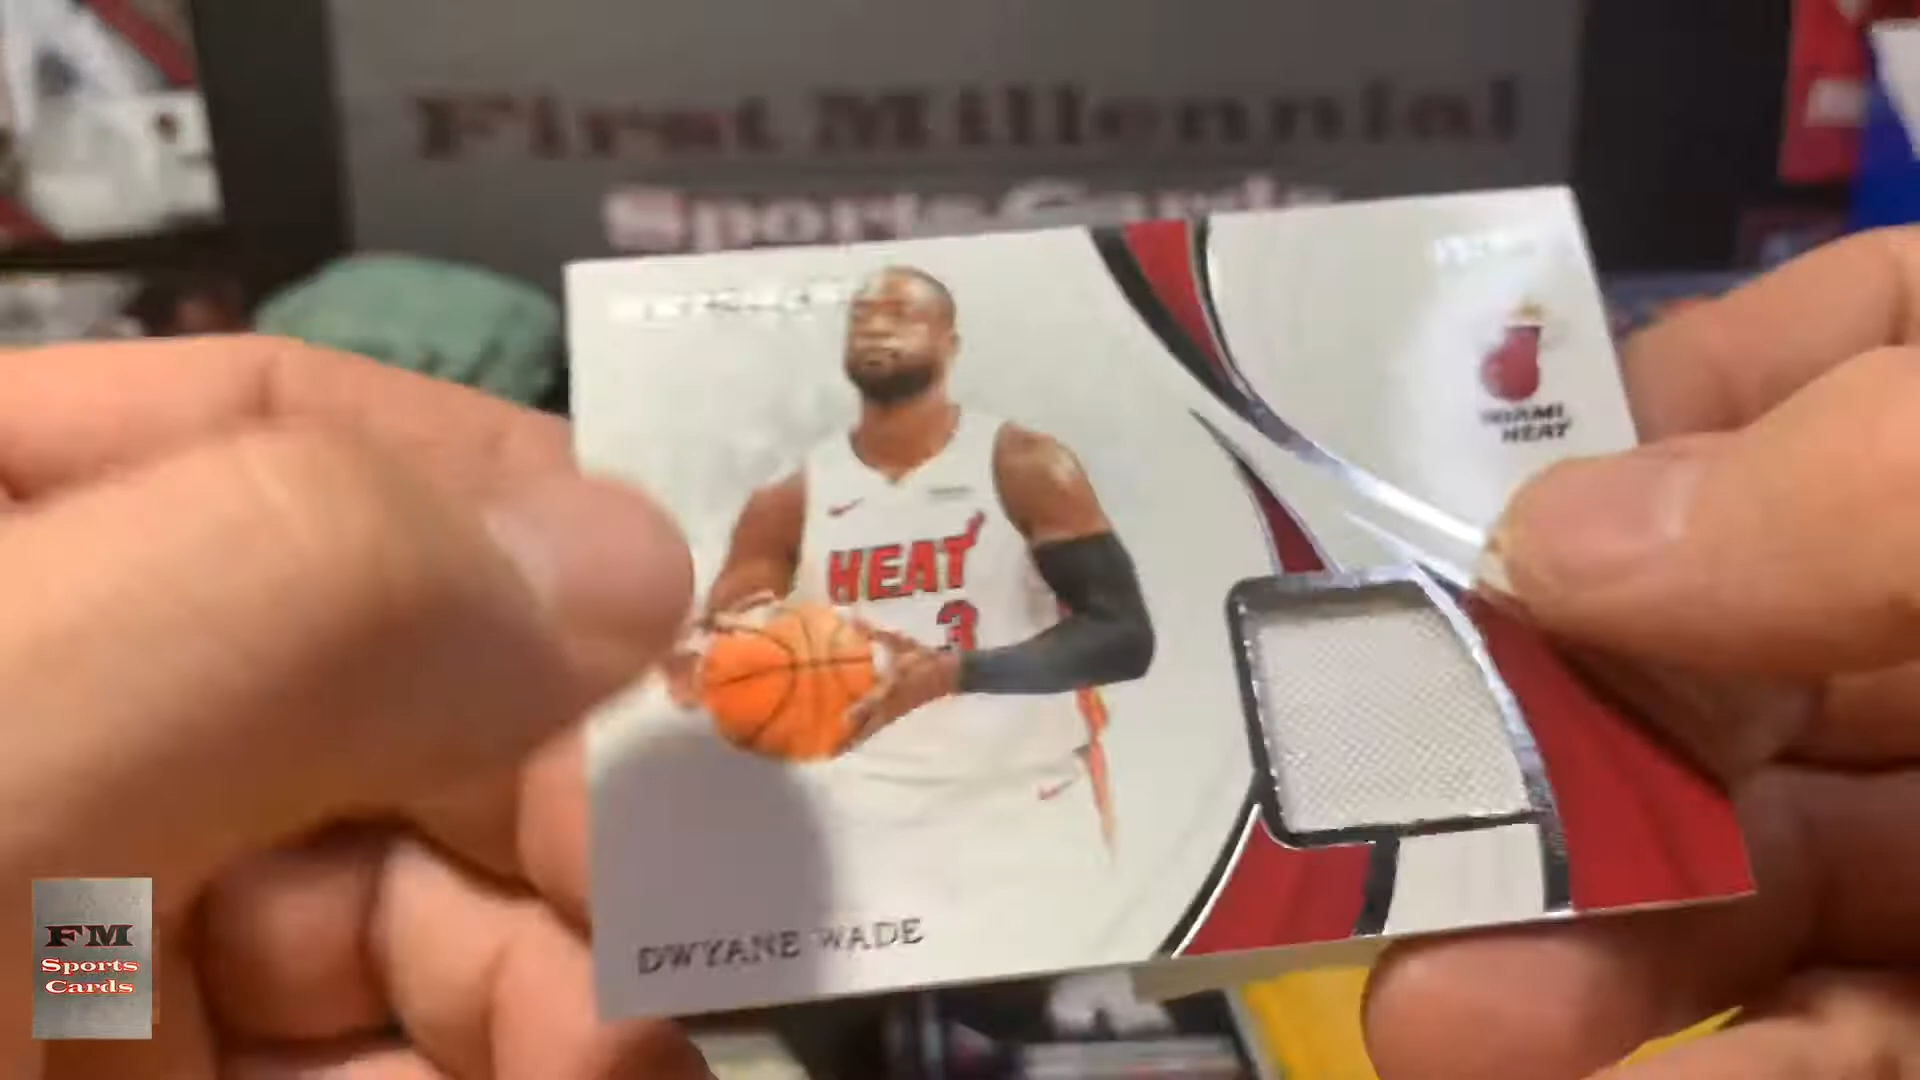 First Millennial
Sports Cards
MIAMI
HEAT
HEAT
3
DWYANE WADE
FM
Sports
Cards